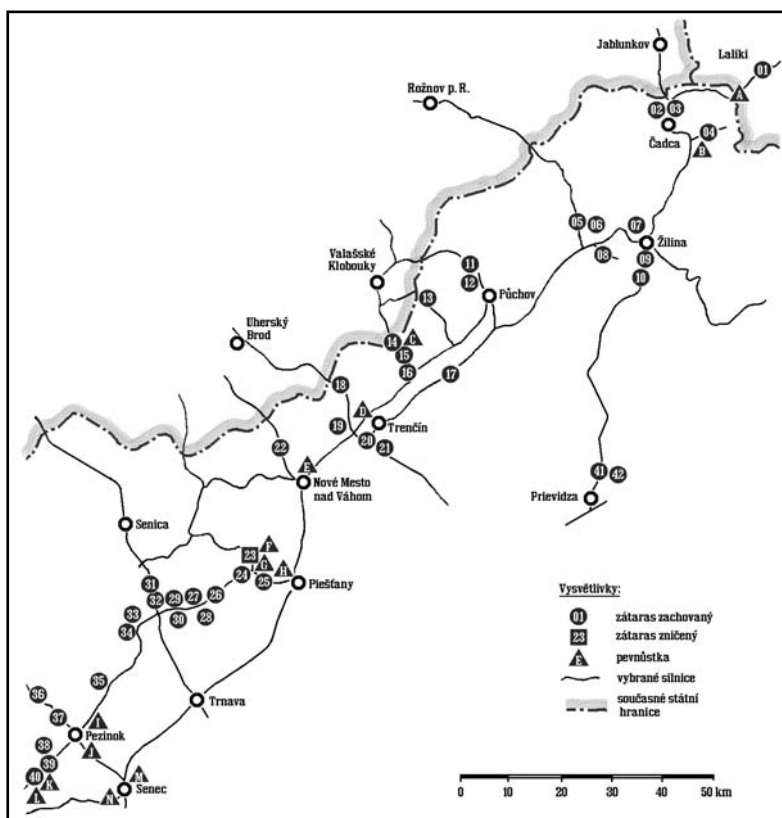 Jablunkov
Laliki
01
A
Rožnov p. R.
02
03
Čadca
04
B
05
06
07
Žilina
08
09
10
Valašské
Klobouky
11
12
13
Půchov
Uherský
Brod
14
C
15
16
17
18
D
19
Trenčín
20
21
22
E
Nové Mesto
nad Váhom
41
42
Prievidza
Senica
F
23
G
H
24
25
Piešťany
31
32
29
27
26
30
28
33
34
35
36
37
I
Pezinok
J
Trnava
38
39
40
K
L
M
N
Senec
Vysvětlivky:
01 zátaras zachovaný
23 zátaras zničený
E pevnůstka
vybrané silnice
současné státní
hranice
0 10 20 30 40 50 km